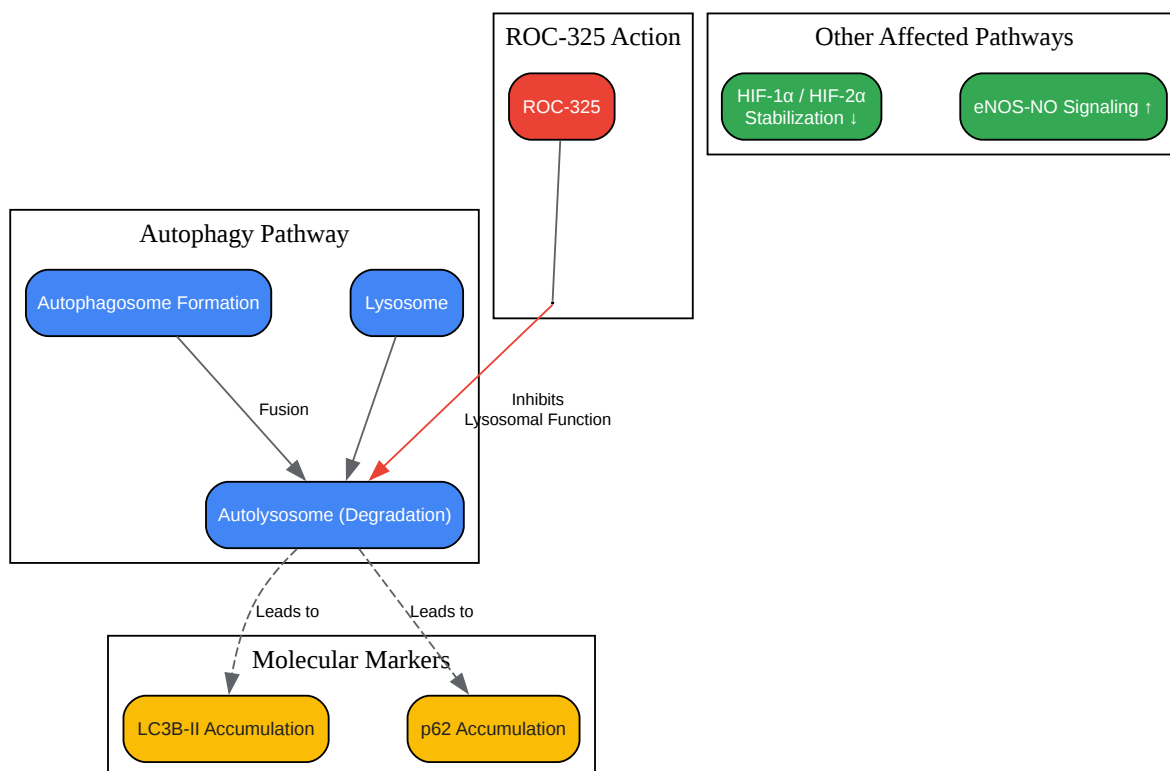 ROC-325 Action
ROC-325
Other Affected Pathways
HIF-1α / HIF-2α
Stabilization ↓
eNOS-NO Signaling ↑
Autophagy Pathway
Autophagosome Formation
Lysosome
Fusion
Inhibits
Lysosomal Function
Autolysosome (Degradation)
Leads to
Leads to
Molecular Markers
LC3B-II Accumulation
p62 Accumulation